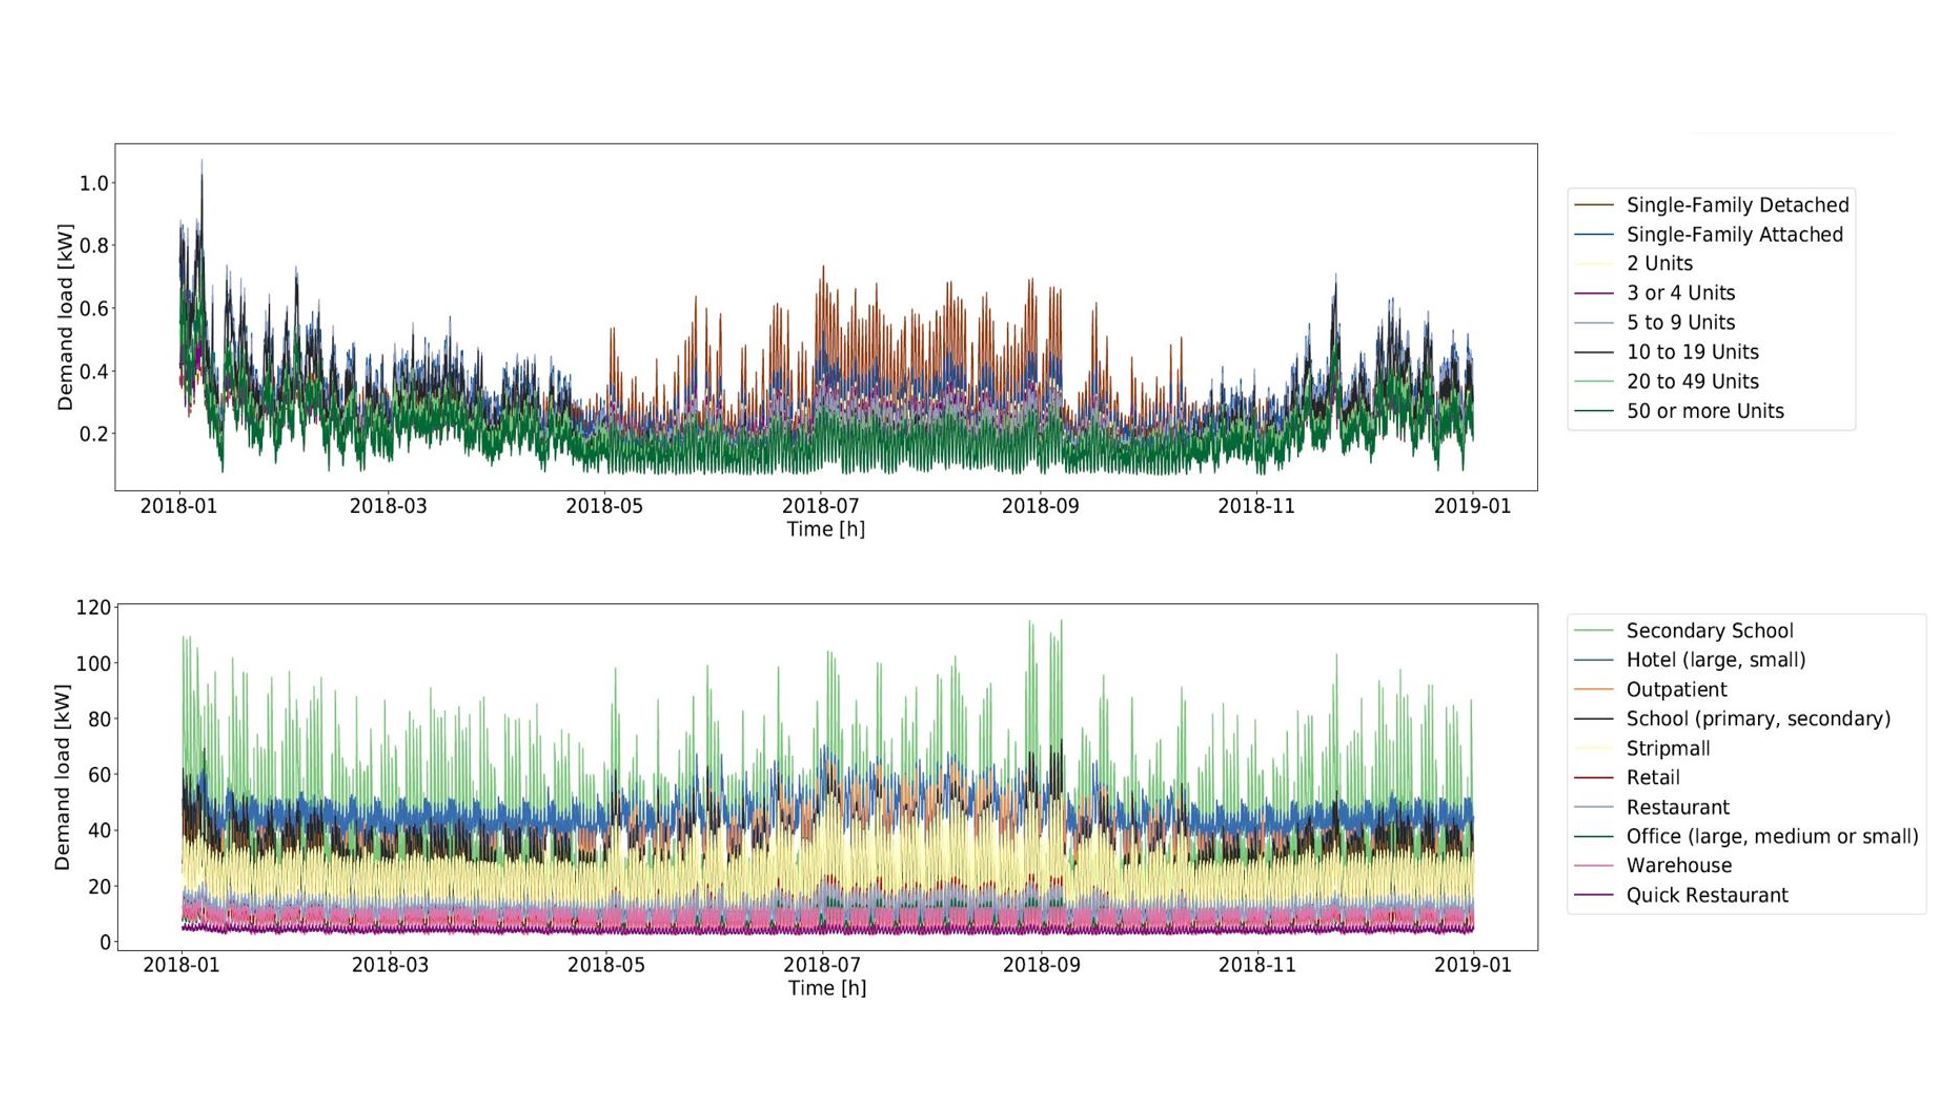 1.0
0.8
0.6
0.4
0.2
Demand load [kW]
2018-01 2018-03 2018-05 2018-07 2018-09 2018-11 2019-01
Time [h]
Single-Family Detached
Single-Family Attached
2 Units
3 or 4 Units
5 to 9 Units
10 to 19 Units
20 to 49 Units
50 or more Units
120
100
80
60
40
20
0
Demand load [kW]
2018-01 2018-03 2018-05 2018-07 2018-09 2018-11 2019-01
Time [h]
Secondary School
Hotel (large, small)
Outpatient
School (primary, secondary)
Stripmall
Retail
Restaurant
Office (large, medium or small)
Warehouse
Quick Restaurant